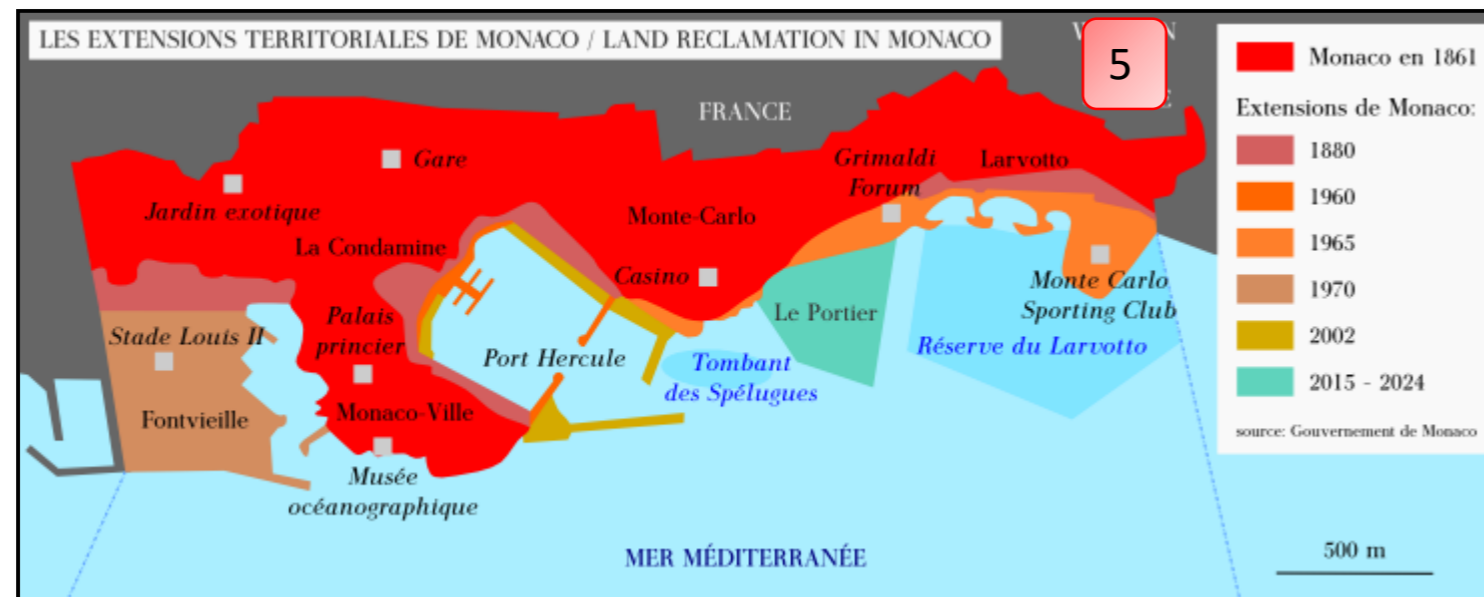 LES EXTENSIONS TERRITORIALES DE MONACO / LAND RECLAMATION IN MONACO
5
FRANCE
Gare
Jardin exotique
La Condamine
Monte-Carlo
Grimaldi
Forum
Larvotto
Casino
Palais
princier
Stade Louis II
Port Hercule
Le Portier
Monte Carlo
Sporting Club
Réserve du Larvotto
Tombant
des Spélugues
Fontvieille
Monaco-Ville
Musée
océanographique
MER MÉDITERRANÉE
Monaco en 1861
Extensions de Monaco:
1880
1960
1965
1970
2002
2015 - 2024
source: Gouvernement de Monaco
500 m